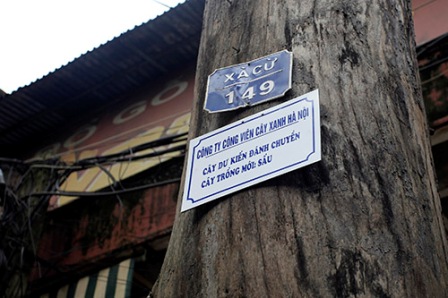 XÀ CỪ
149
CÔNG TY CÔNG VIÊN CÂY XANH HÀ NỘI
CÂY DỰ KIẾN ĐÁNH CHUYỂN
CÂY TRỒNG MỚI: SẤU